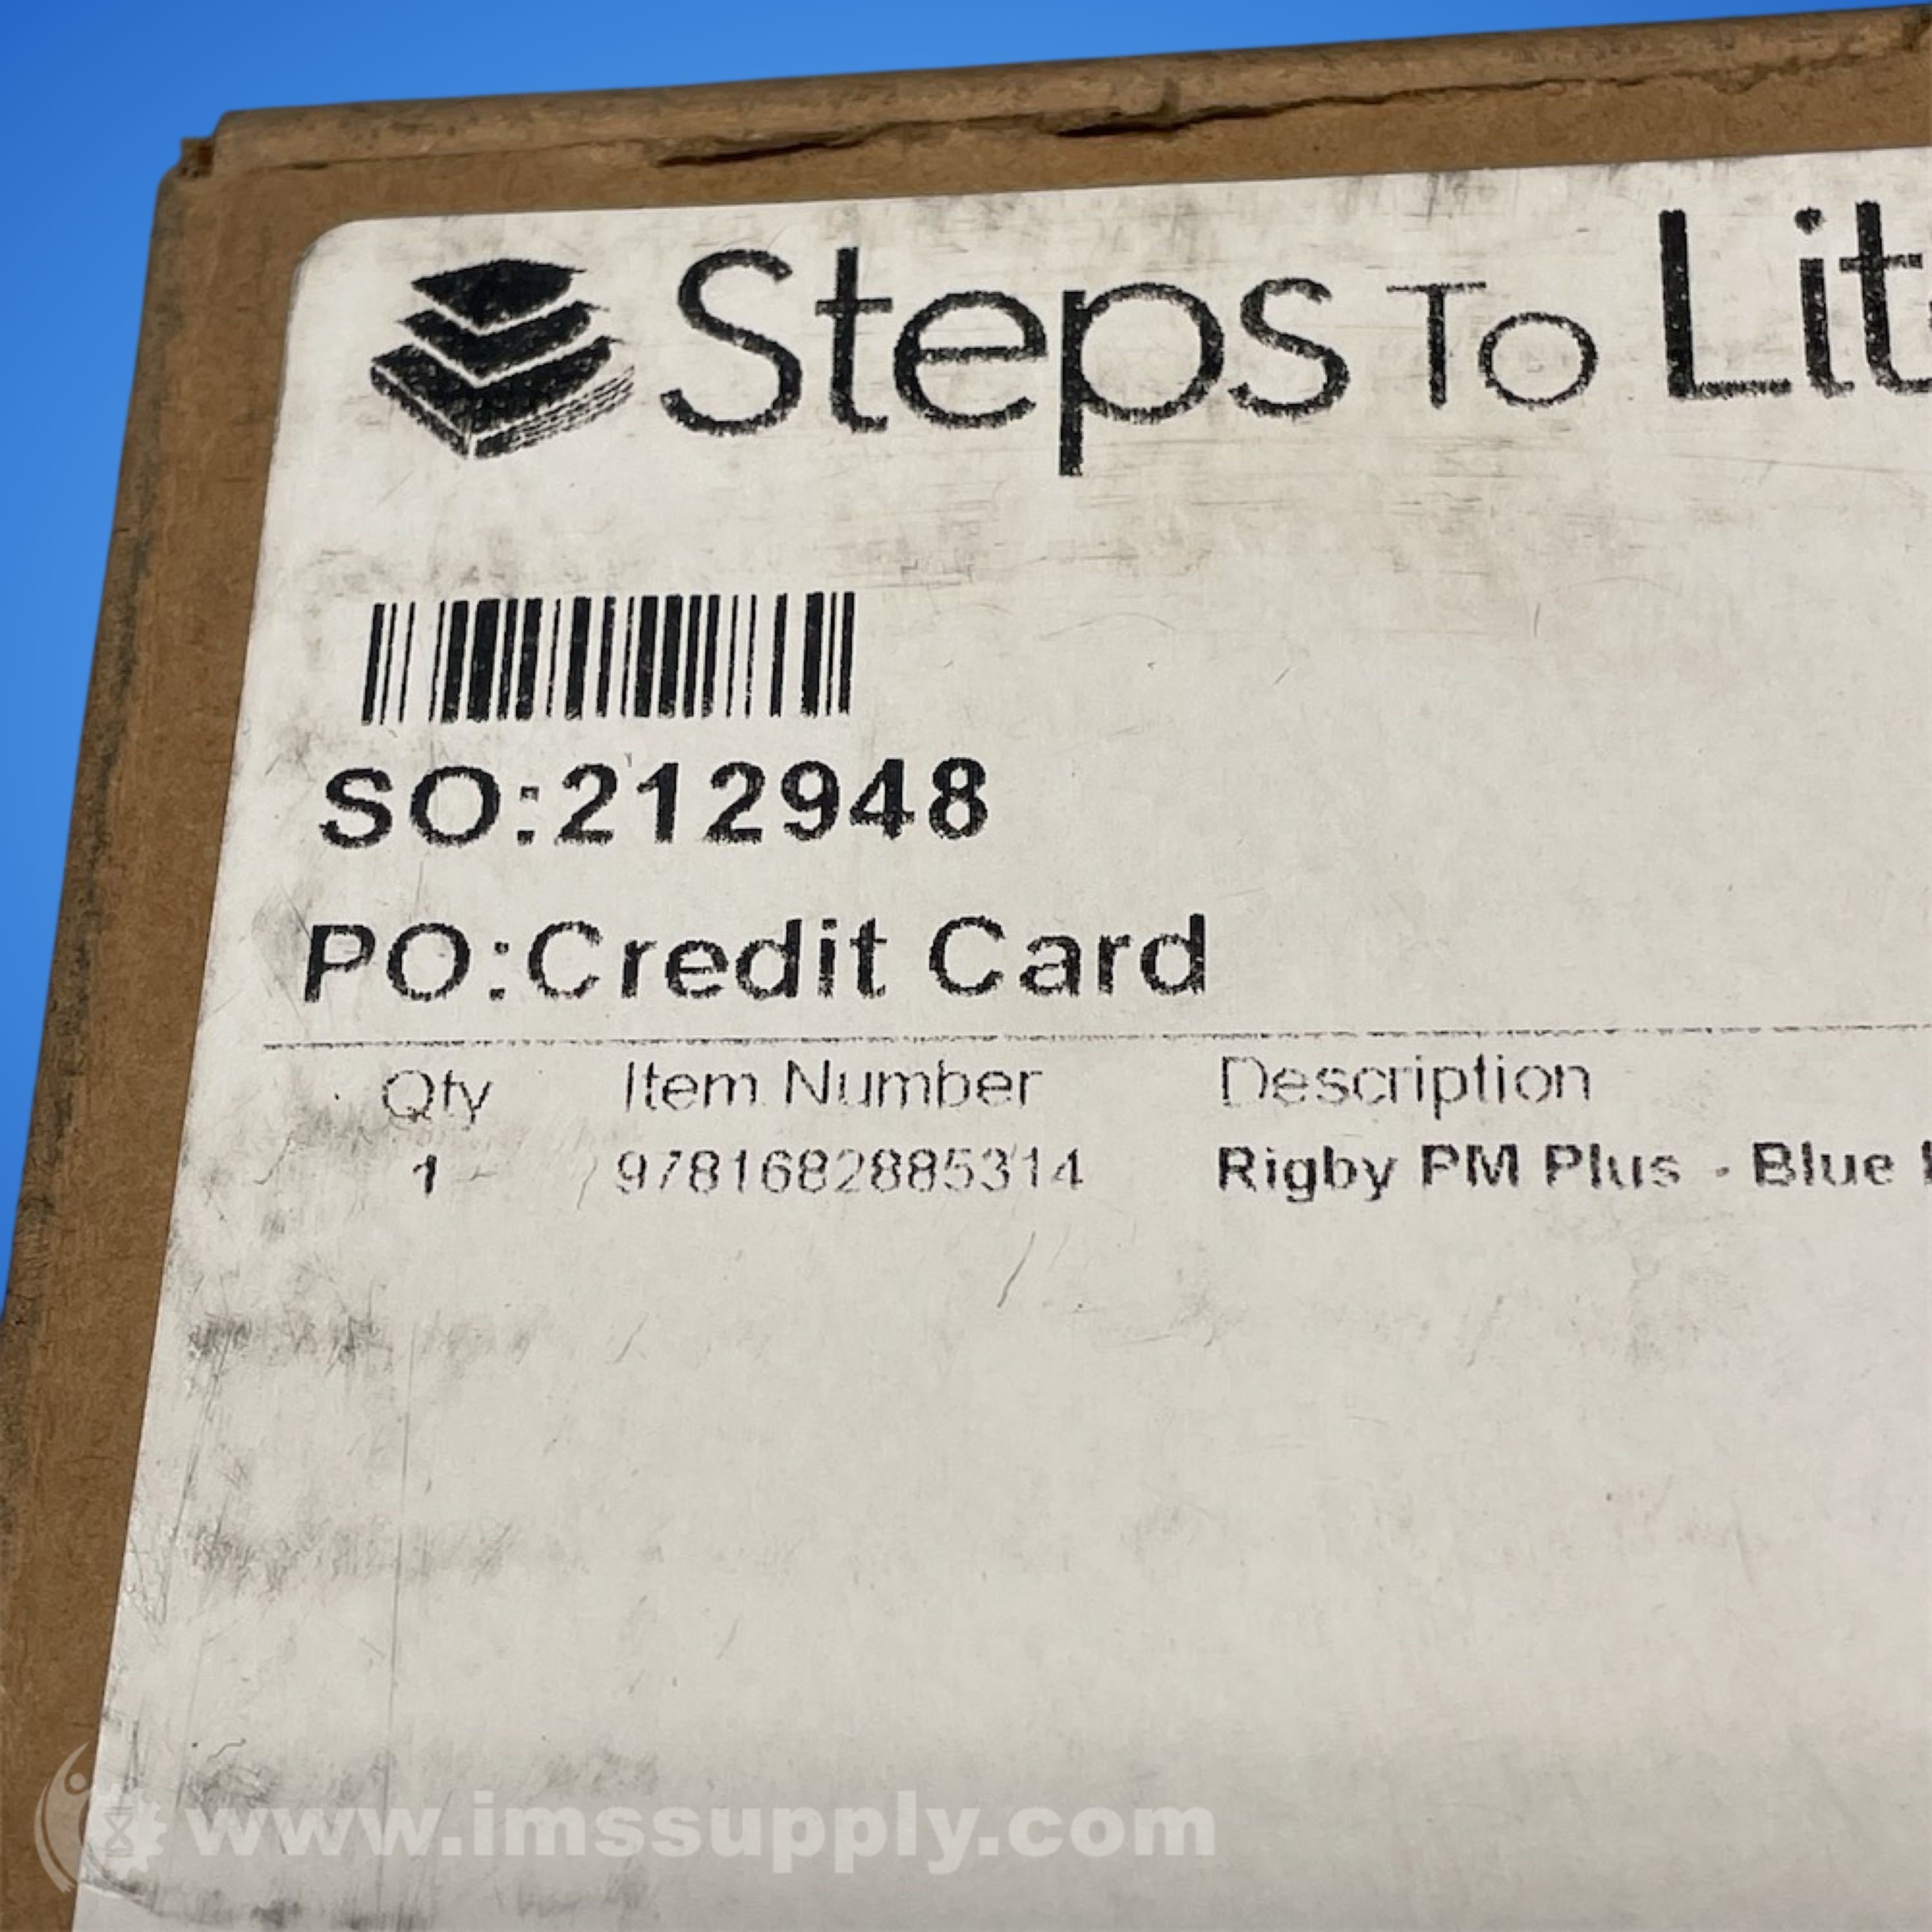 Steps To Lit
SO:212948
PO:Credit Card
Qty Item Number Description
1 9781682885314 Rigby PM Plus - Blue
www.imssupply.com